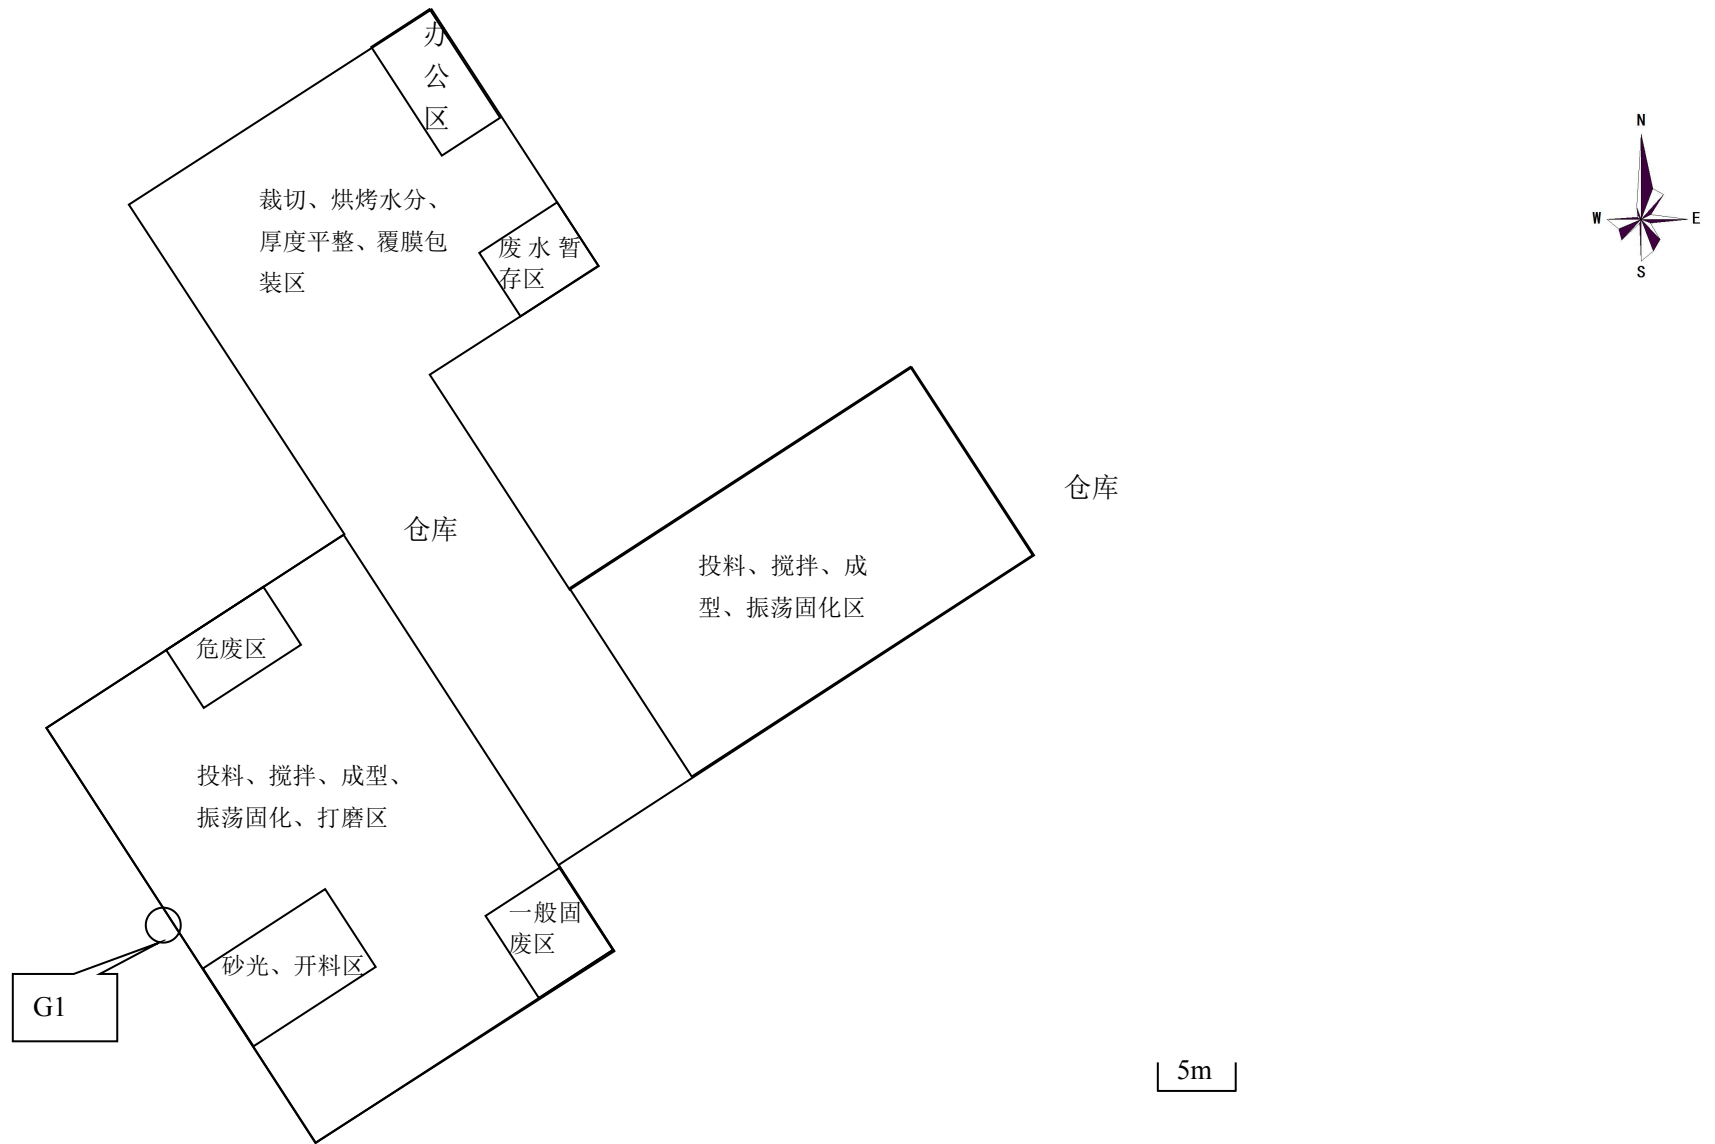 办
公
区
N
裁切、烘烤水分、
厚度平整、覆膜包
装区
W
E
废水暂
存区
S
仓库
仓库
投料、搅拌、成
型、振荡固化区
危废区
投料、搅拌、成型、
振荡固化、打磨区
一般固
废区
砂光、开料区
G1
5m